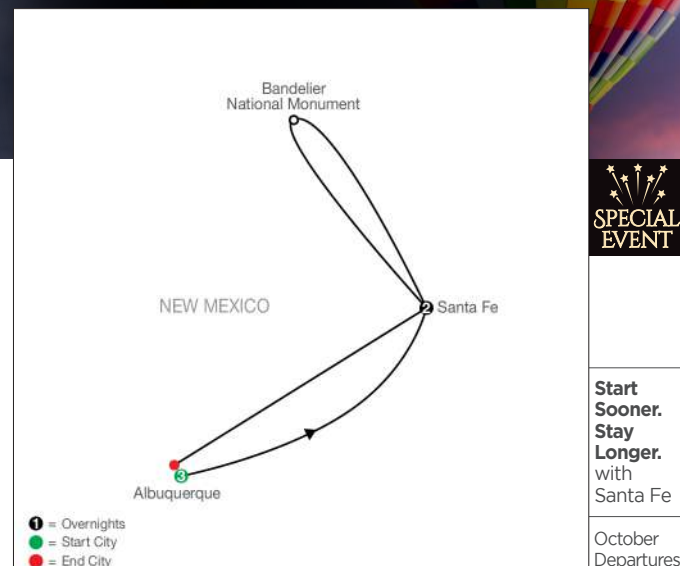 Bandelier
National Monument
NEW MEXICO
2 Santa Fe
3
Albuquerque
1 = Overnights
= Start City
= End City
SPECIAL
EVENT
Start
Sooner.
Stay
Longer.
with
Santa Fe
October
Departures